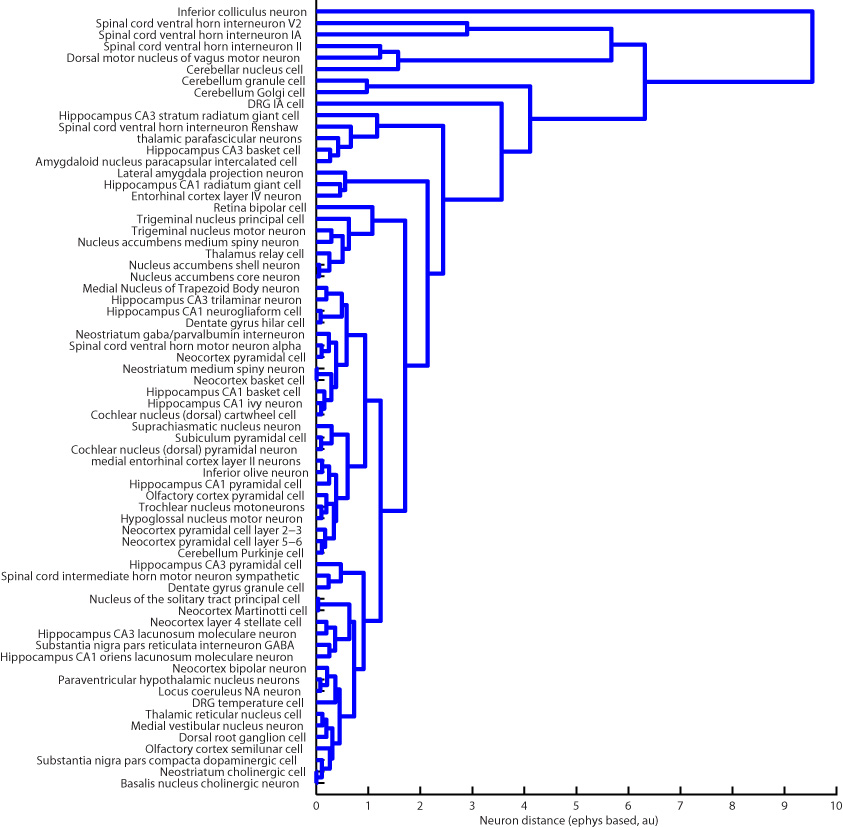 Inferior colliculus neuron
Spinal cord ventral horn interneuron V2
Spinal cord ventral horn interneuron IA
Spinal cord ventral horn interneuron II
Dorsal motor nucleus of vagus motor neuron
Cerebellar nucleus cell
Cerebellum granule cell
Cerebellum Golgi cell
DRG IA cell
Hippocampus CA3 stratum radiatum giant cell
Spinal cord ventral horn interneuron Renshaw
thalamic parafascicular neurons
Hippocampus CA3 basket cell
Amygdaloid nucleus paracapsular intercalated cell
Lateral amygdala projection neuron
Hippocampus CA1 radiatum giant cell
Entorhinal cortex layer IV neuron
Retina bipolar cell
Trigeminal nucleus principal cell
Trigeminal nucleus motor neuron
Nucleus accumbens medium spiny neuron
Thalamus relay cell
Nucleus accumbens shell neuron
Nucleus accumbens core neuron
Medial Nucleus of Trapezoid Body neuron
Hippocampus CA3 trilaminar neuron
Hippocampus CA1 neurogliaform cell
Dentate gyrus hilar cell
Neostriatum gaba/parvalbumin interneuron
Spinal cord ventral horn motor neuron alpha
Neocortex pyramidal cell
Neostriatum medium spiny neuron
Neocortex basket cell
Hippocampus CA1 basket cell
Hippocampus CA1 ivy neuron
Cochlear nucleus (dorsal) cartwheel cell
Suprachiasmatic nucleus neuron
Subiculum pyramidal cell
Cochlear nucleus (dorsal) pyramidal neuron
medial entorhinal cortex layer II neurons
Inferior olive neuron
Hippocampus CA1 pyramidal cell
Olfactory cortex pyramidal cell
Trochlear nucleus motoneurons
Hypoglossal nucleus motor neuron
Neocortex pyramidal cell layer 2−3
Neocortex pyramidal cell layer 5−6
Cerebellum Purkinje cell
Hippocampus CA3 pyramidal cell
Spinal cord intermediate horn motor neuron sympathetic
Dentate gyrus granule cell
Nucleus of the solitary tract principal cell
Neocortex Martinotti cell
Neocortex layer 4 stellate cell
Hippocampus CA3 lacunosum moleculare neuron
Substantia nigra pars reticulata interneuron GABA
Hippocampus CA1 oriens lacunosum moleculare neuron
Neocortex bipolar neuron
Paraventricular hypothalamic nucleus neurons
Locus coeruleus NA neuron
DRG temperature cell
Thalamic reticular nucleus cell
Medial vestibular nucleus neuron
Dorsal root ganglion cell
Olfactory cortex semilunar cell
Substantia nigra pars compacta dopaminergic cell
Neostriatum cholinergic cell
Basalis nucleus cholinergic neuron
0 1 2 3 4 5 6 7 8 9 10
Neuron distance (ephys based, au)